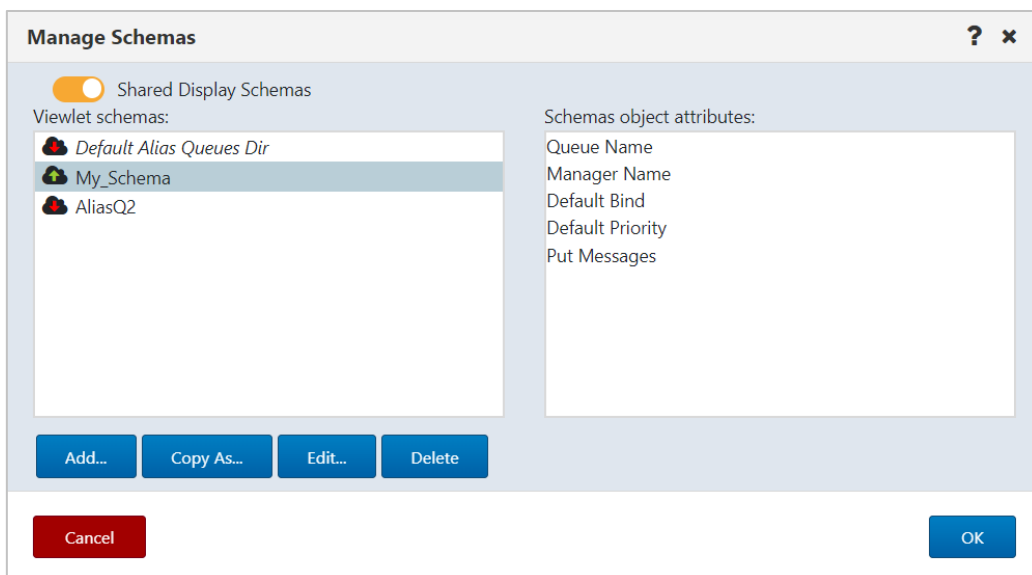 Manage Schemas
? ×
Shared Display Schemas
Viewlet schemas:
Default Alias Queues Dir
My_Schema
AliasQ2
Schemas object attributes:
Queue Name
Manager Name
Default Bind
Default Priority
Put Messages
Add... Copy As... Edit... Delete
Cancel OK